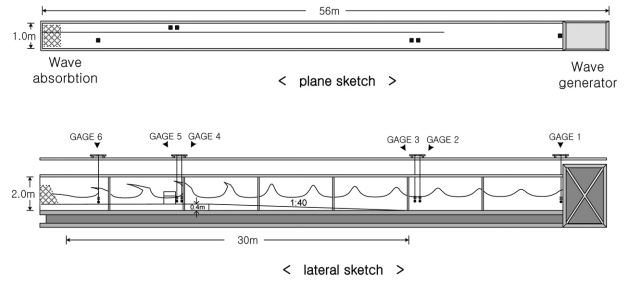 56m
1.0m
Wave
absorbtion
Wave
generator
< plane sketch >
GAGE 6 GAGE 5 GAGE 4 GAGE 3 GAGE 2 GAGE 1
2.0m
0.4m
1:40
30m
< lateral sketch >